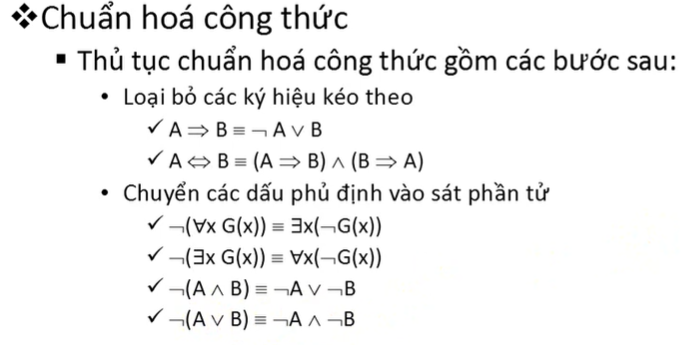 ❖Chuẩn hoá công thức
▪ Thủ tục chuẩn hoá công thức gồm các bước sau:
• Loại bỏ các ký hiệu kéo theo
✓ A ⇒ B ≡ ¬ A ∨ B
✓ A ⇔ B ≡ (A ⇒ B) ∧ (B ⇒ A)
• Chuyển các dấu phủ định vào sát phần tử
✓ ¬(∀x G(x)) ≡ ∃x(¬G(x))
✓ ¬(∃x G(x)) ≡ ∀x(¬G(x))
✓ ¬(A ∧ B) ≡ ¬A ∨ ¬B
✓ ¬(A ∨ B) ≡ ¬A ∧ ¬B